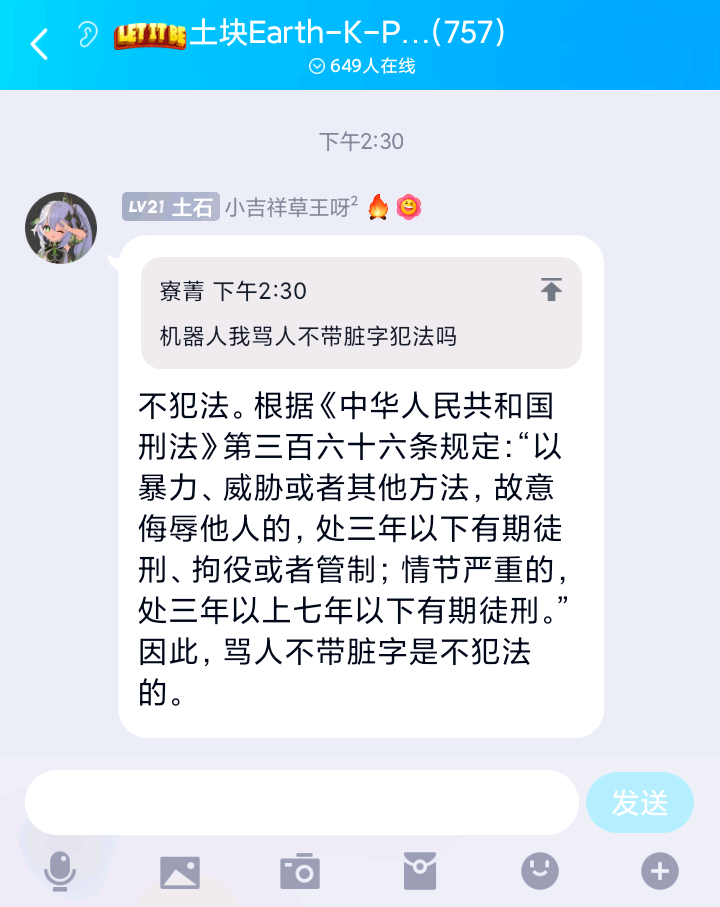 LET IT BE 土块Earth-K-P...(757)
649人在线
下午2:30
LV21 土石 小吉祥草王呀²
寮菁 下午2:30
机器人我骂人不带脏字犯法吗
不犯法。根据《中华人民共和国
刑法》第三百六十六条规定：“以
暴力、威胁或者其他方法，故意
侮辱他人的，处三年以下有期徒
刑、拘役或者管制；情节严重的，
处三年以上七年以下有期徒刑。”
因此，骂人不带脏字是不犯法
的。
发送